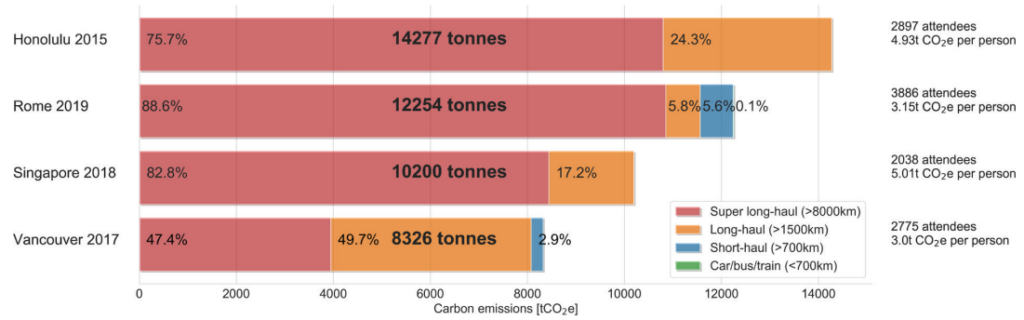 Honolulu 2015 75.7% 14277 tonnes 24.3% 2897 attendees
4.93t CO₂e per person
Rome 2019 88.6% 12254 tonnes 5.8% 5.6% 0.1% 3886 attendees
3.15t CO₂e per person
Singapore 2018 82.8% 10200 tonnes 17.2% 2038 attendees
5.01t CO₂e per person
Vancouver 2017 47.4% 49.7% 8326 tonnes 2.9% 2775 attendees
3.0t CO₂e per person
Super long-haul (>8000km)
Long-haul (>1500km)
Short-haul (>700km)
Car/bus/train (<700km)
0 2000 4000 6000 8000 10000 12000 14000
Carbon emissions [tCO₂e]